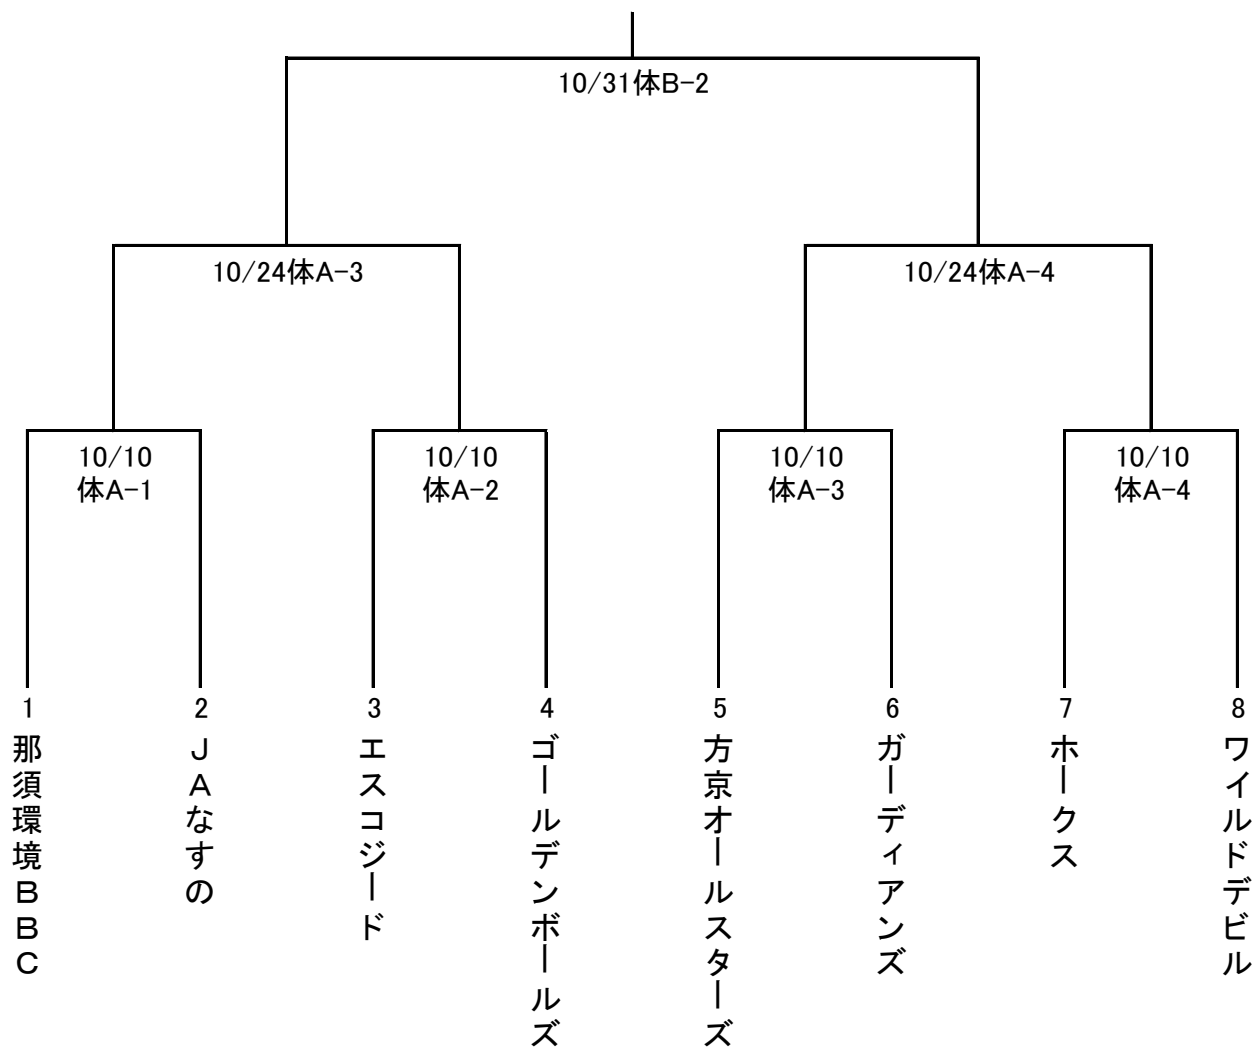 10/31体B-2
10/24体A-3
10/24体A-4
10/10
体A-1
10/10
体A-2
10/10
体A-3
10/10
体A-4
1
那須環境ＢＢＣ
2
ＪＡなすの
3
エスコジード
4
ゴールデンボールズ
5
方京オールスターズ
6
ガーディアンズ
7
ホークス
8
ワイルドデビル